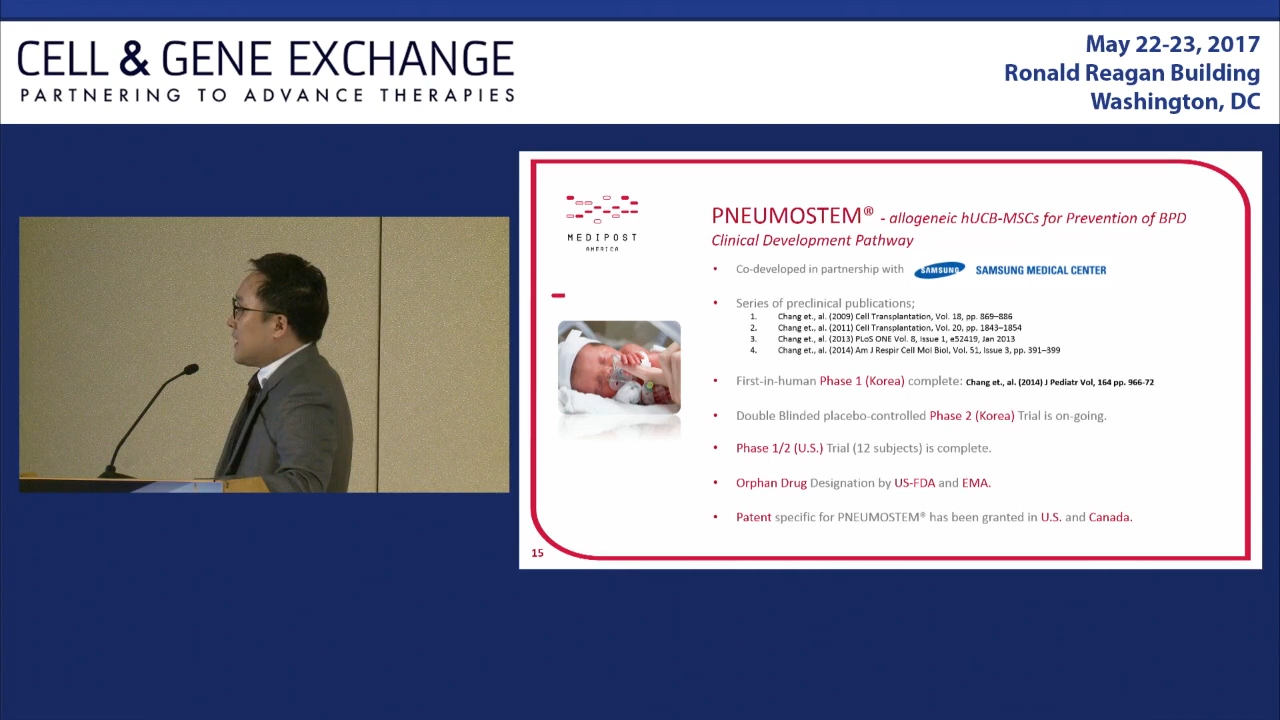 CELL & GENE EXCHANGE
PARTNERING TO ADVANCE THERAPIES
May 22-23, 2017
Ronald Reagan Building
Washington, DC
MEDIPOST
AMERICA
PNEUMOSTEM® - allogeneic hUCB-MSCs for Prevention of BPD
Clinical Development Pathway
• Co-developed in partnership with SAMSUNG SAMSUNG MEDICAL CENTER
• Series of preclinical publications;
1. Chang et., al. (2009) Cell Transplantation, Vol. 18, pp. 869–886
2. Chang et., al. (2011) Cell Transplantation, Vol. 20, pp. 1843–1854
3. Chang et., al. (2013) PLoS ONE Vol. 8, Issue 1, e52419, Jan 2013
4. Chang et., al. (2014) Am J Respir Cell Mol Biol, Vol. 51, Issue 3, pp. 391–399
• First-in-human Phase 1 (Korea) complete: Chang et., al. (2014) J Pediatr Vol, 164 pp. 966-72
• Double Blinded placebo-controlled Phase 2 (Korea) Trial is on-going.
• Phase 1/2 (U.S.) Trial (12 subjects) is complete.
• Orphan Drug Designation by US-FDA and EMA.
• Patent specific for PNEUMOSTEM® has been granted in U.S. and Canada.
15